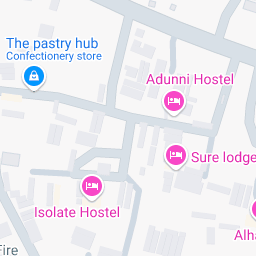 The pastry hub
Confectionery store
Adunni Hostel
Sure lodge
Isolate Hostel
Alha
Fire